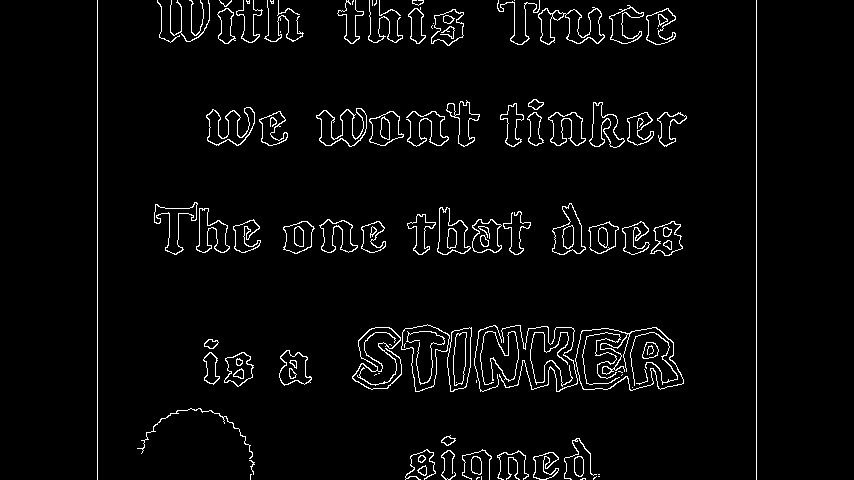 With this Truce
we won't tinker
The one that does
is a STINKER
signed